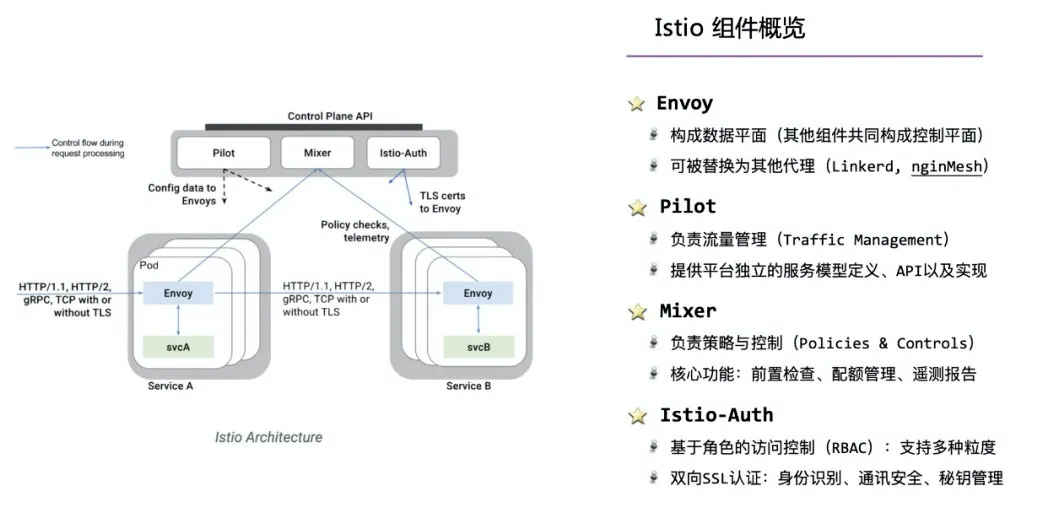 Istio 组件概览
Control Plane API
Control flow during
request processing
Pilot
Mixer
Istio-Auth
Config data to
Envoys
TLS certs
to Envoy
Policy checks,
telemetry
Pod
HTTP/1.1, HTTP/2,
gRPC, TCP with or
without TLS
Envoy
svcA
Service A
HTTP/1.1, HTTP/2,
gRPC, TCP with or
without TLS
Envoy
svcB
Service B
Istio Architecture
Envoy
构成数据平面（其他组件共同构成控制平面）
可被替换为其他代理（Linkerd, nginMesh）
Pilot
负责流量管理（Traffic Management）
提供平台独立的服务模型定义、API以及实现
Mixer
负责策略与控制（Policies & Controls）
核心功能：前置检查、配额管理、遥测报告
Istio-Auth
基于角色的访问控制（RBAC）：支持多种粒度
双向SSL认证：身份识别、通讯安全、秘钥管理